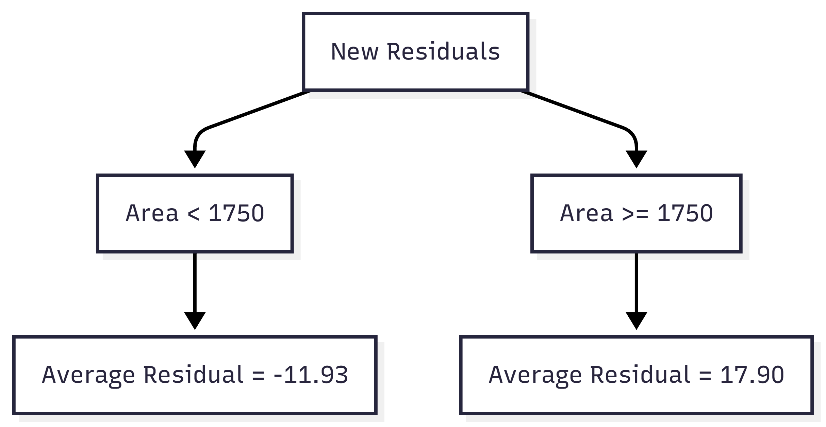 New Residuals
Area < 1750
Area >= 1750
Average Residual = -11.93
Average Residual = 17.90